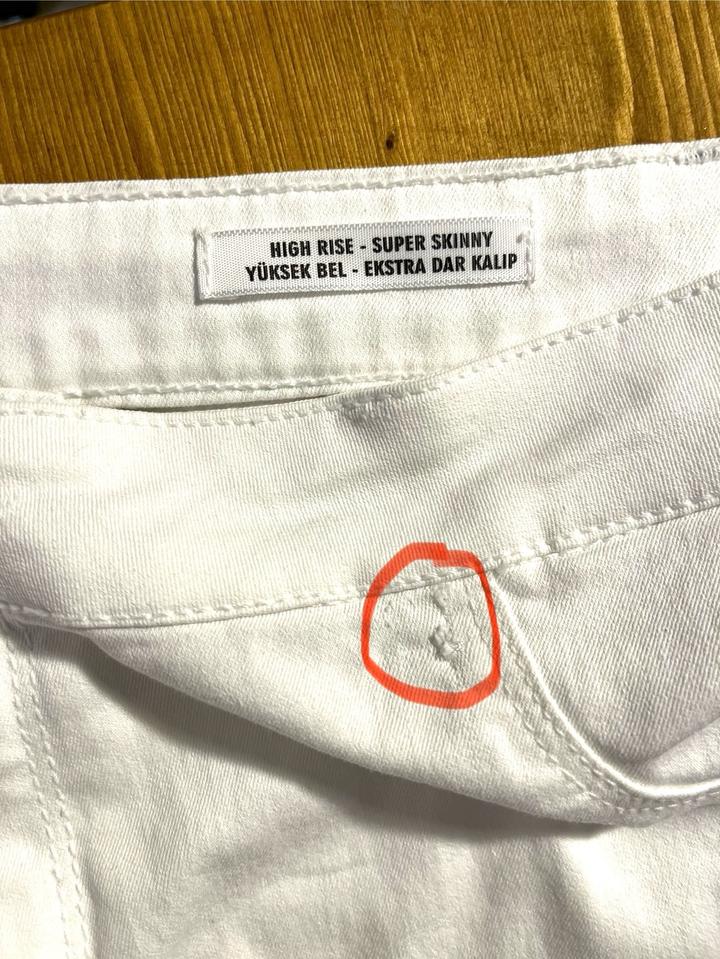 HIGH RISE - SUPER SKINNY
YÜKSEK BEL - EKSTRA DAR KALIP